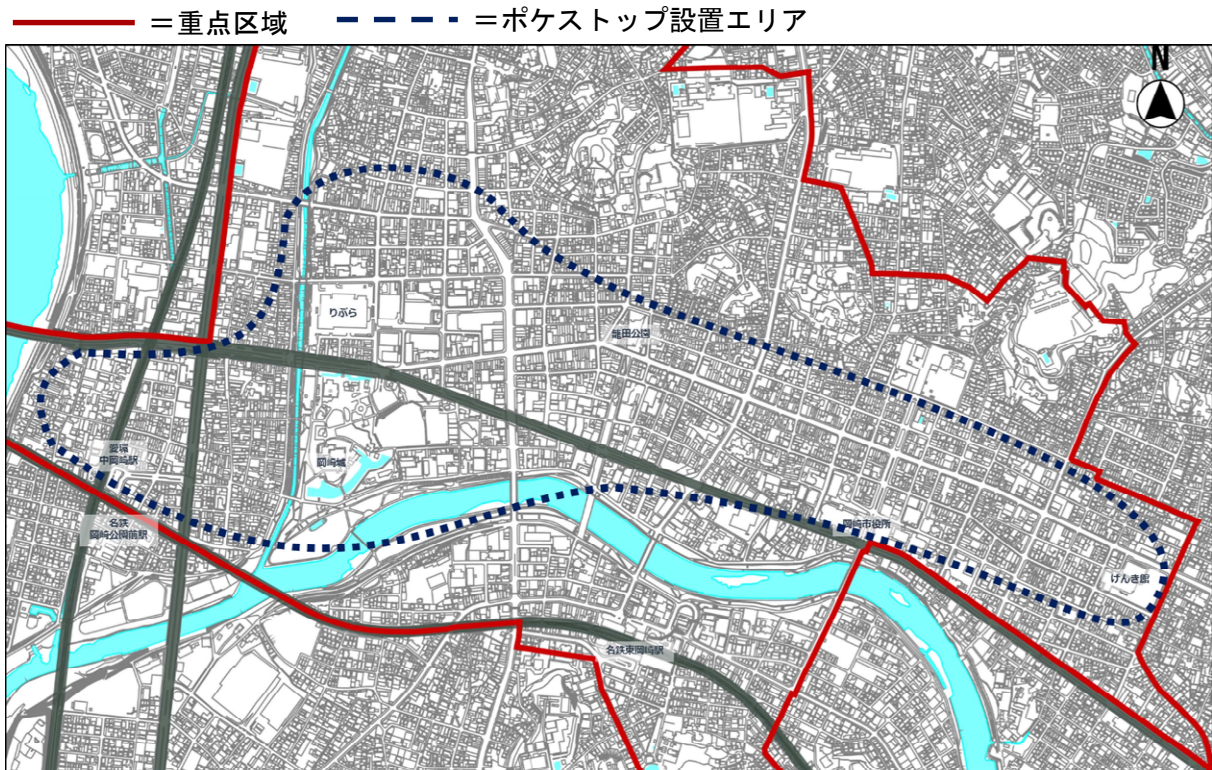 ＝重点区域
＝ポケストップ設置エリア
N
りぶら
籠田公園
愛環
中岡崎駅
岡崎城
名鉄
岡崎公園前駅
岡崎市役所
げんき館
名鉄東岡崎駅